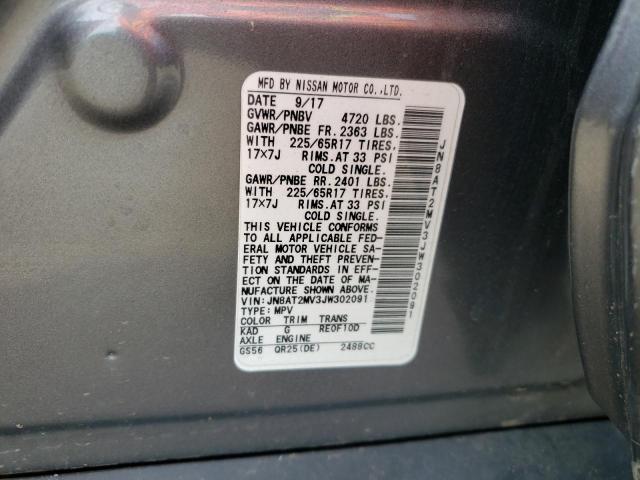 MFD BY NISSAN MOTOR CO.,LTD.
DATE 9/17
GVWR/PNBV 4720 LBS.
GAWR/PNBE FR. 2363 LBS.
WITH 225/65R17 TIRES,
17×7J RIMS.AT 33 PSI
COLD SINGLE.
GAWR/PNBE RR. 2401 LBS.
WITH 225/65R17 TIRES,
17×7J RIMS.AT 33 PSI
COLD SINGLE.
THIS VEHICLE CONFORMS
TO ALL APPLICABLE FED-
ERAL MOTOR VEHICLE SA-
FETY AND THEFT PREVEN-
TION STANDARDS IN EFF-
ECT ON THE DATE OF MA-
NUFACTURE SHOWN ABOVE.
VIN:JN8AT2MV3JW302091
TYPE:MPV
COLOR TRIM TRANS
KAD G RE0F10D
AXLE ENGINE
GS56 QR25(DE) 2488CC
JN8AT2MV3JW302091